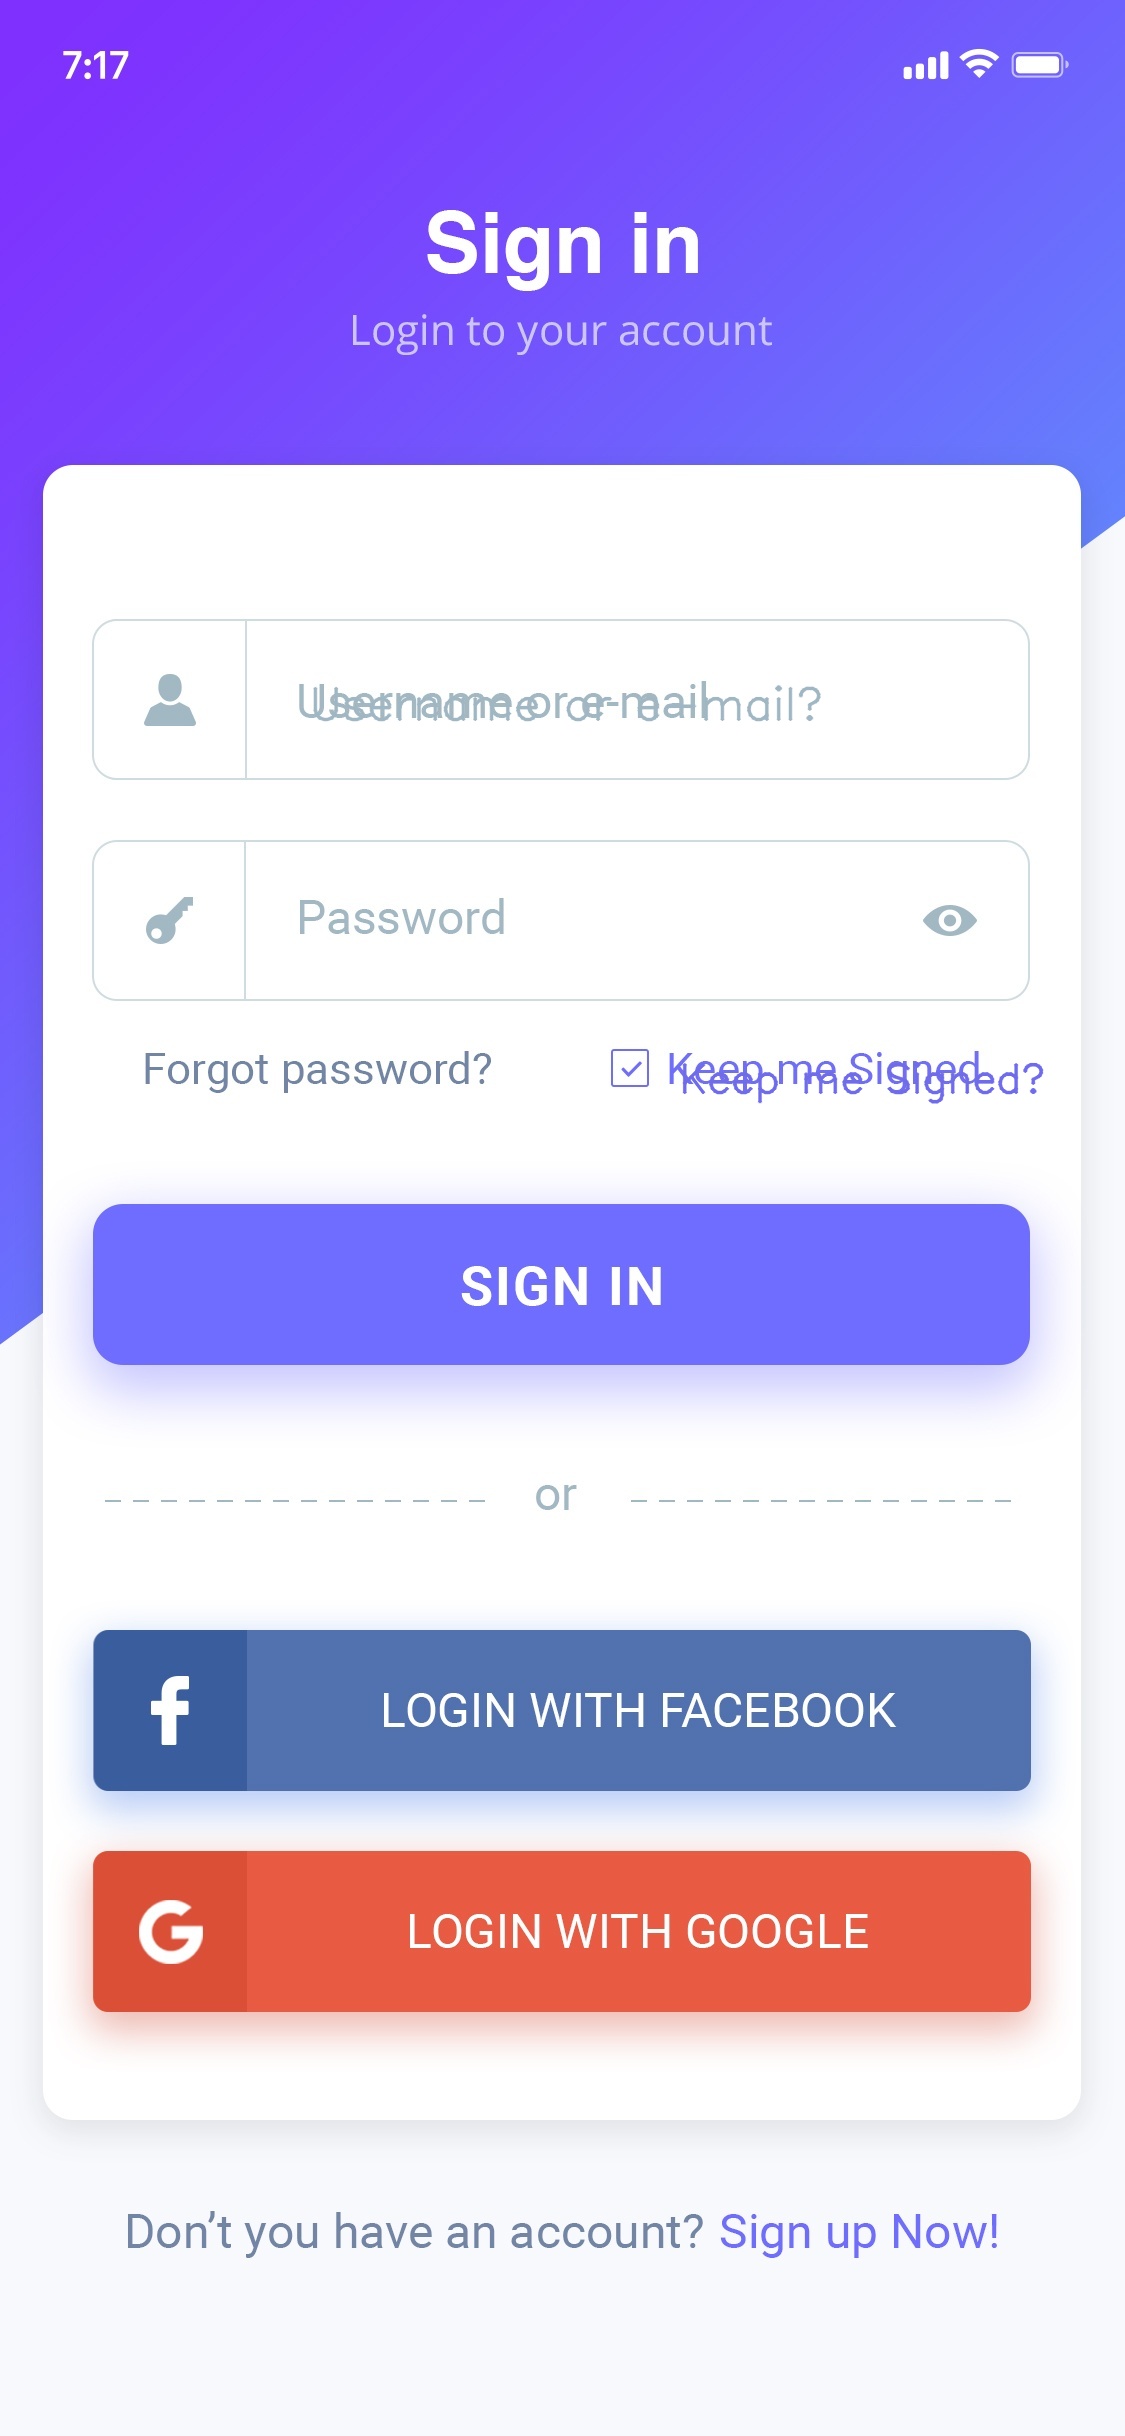 7:17
Sign in
Login to your account
Username or e-mail
Username or e-mail?
Password
Forgot password?
Keep me Signed
Keep me Signed?
SIGN IN
or
f
LOGIN WITH FACEBOOK
G
LOGIN WITH GOOGLE
Don’t you have an account? Sign up Now!